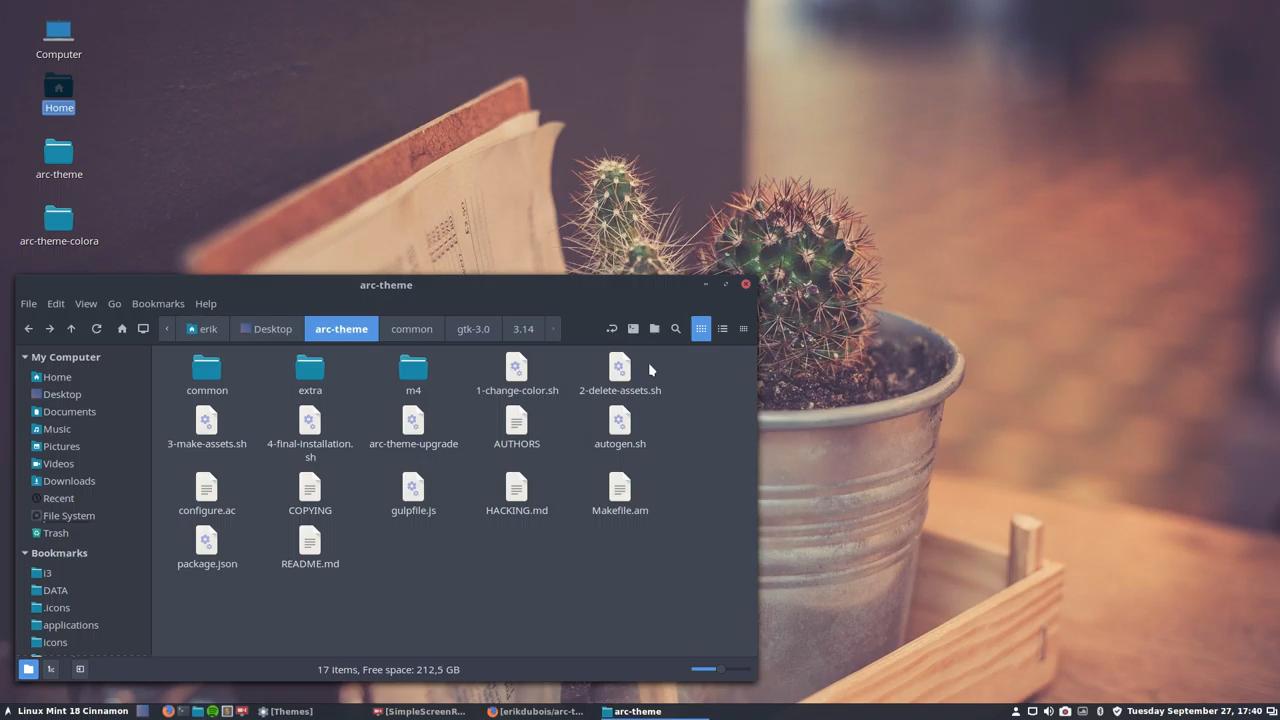 Computer
Home
arc-theme
arc-theme-colora
arc-theme
File Edit View Go Bookmarks Help
erik Desktop arc-theme common gtk-3.0 3.14
My Computer
Home
Desktop
Documents
Music
Pictures
Videos
Downloads
Recent
File System
Trash
Bookmarks
i3
DATA
.icons
applications
icons
common extra m4 1-change-color.sh 2-delete-assets.sh
3-make-assets.sh 4-final-installation. arc-theme-upgrade AUTHORS autogen.sh
sh
configure.ac COPYING gulpfile.js HACKING.md Makefile.am
package.json README.md
17 items, Free space: 212,5 GB
Linux Mint 18 Cinnamon [Themes] [SimpleScreenR... [erikdubois/arc-t... arc-theme Tuesday September 27, 17:40